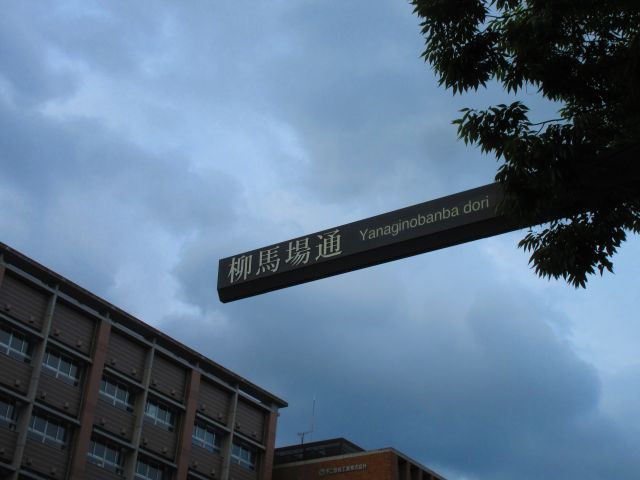 柳馬場通 Yanaginobanba dori